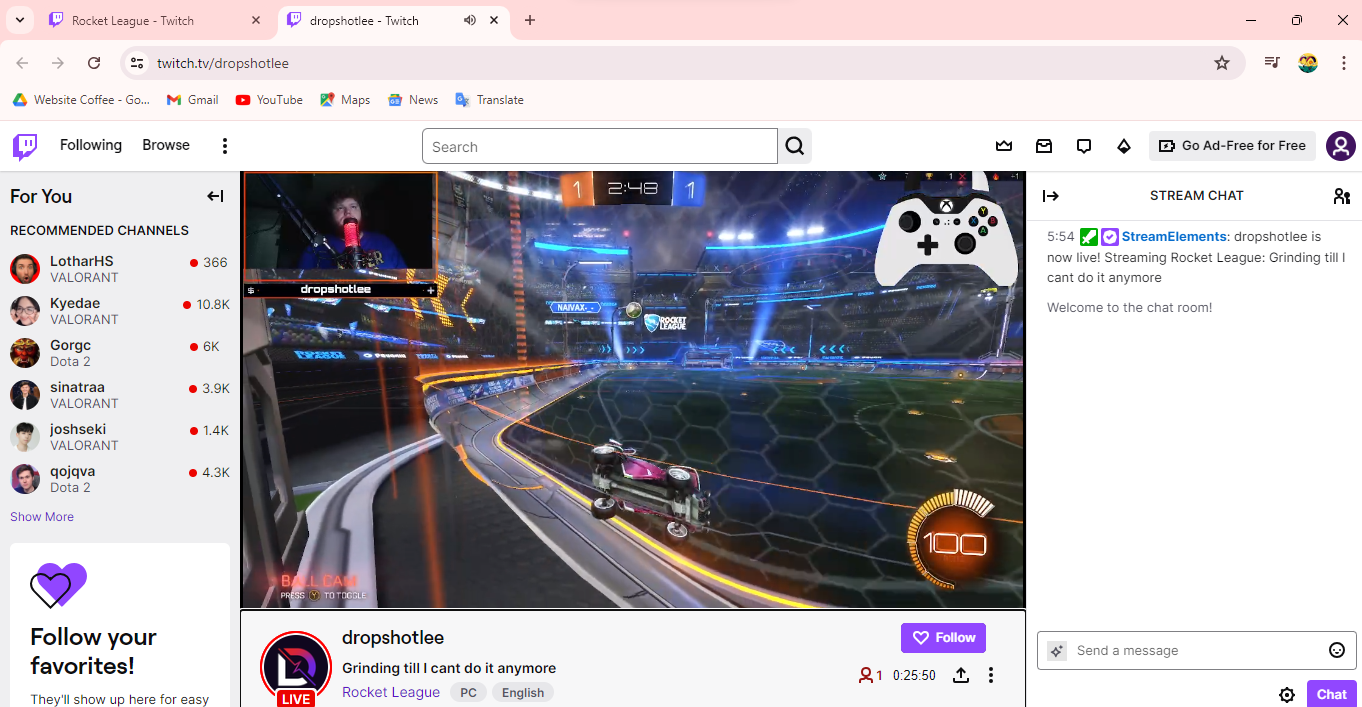 Rocket League - Twitch
dropshotlee - Twitch
twitch.tv/dropshotlee
Website Coffee - Go...
Gmail
YouTube
Maps
News
Translate
Following
Browse
Search
Go Ad-Free for Free
For You
RECOMMENDED CHANNELS
LotharHS
366
VALORANT
Kyedae
10.8K
VALORANT
Gorgc
6K
Dota 2
sinatraa
3.9K
VALORANT
joshseki
1.4K
VALORANT
qojqva
4.3K
Dota 2
Show More
Follow your
favorites!
They'll show up here for easy
1 2:48 1
dropshotlee
NAIVAX-_-
ROCKET
LEAGUE
100
BALL CAM
PRESS Y TO TOGGLE
dropshotlee
Follow
Grinding till I cant do it anymore
1 0:25:50
Rocket League PC English
LIVE
STREAM CHAT
5:54 StreamElements: dropshotlee is
now live! Streaming Rocket League: Grinding till I
cant do it anymore
Welcome to the chat room!
Send a message
Chat